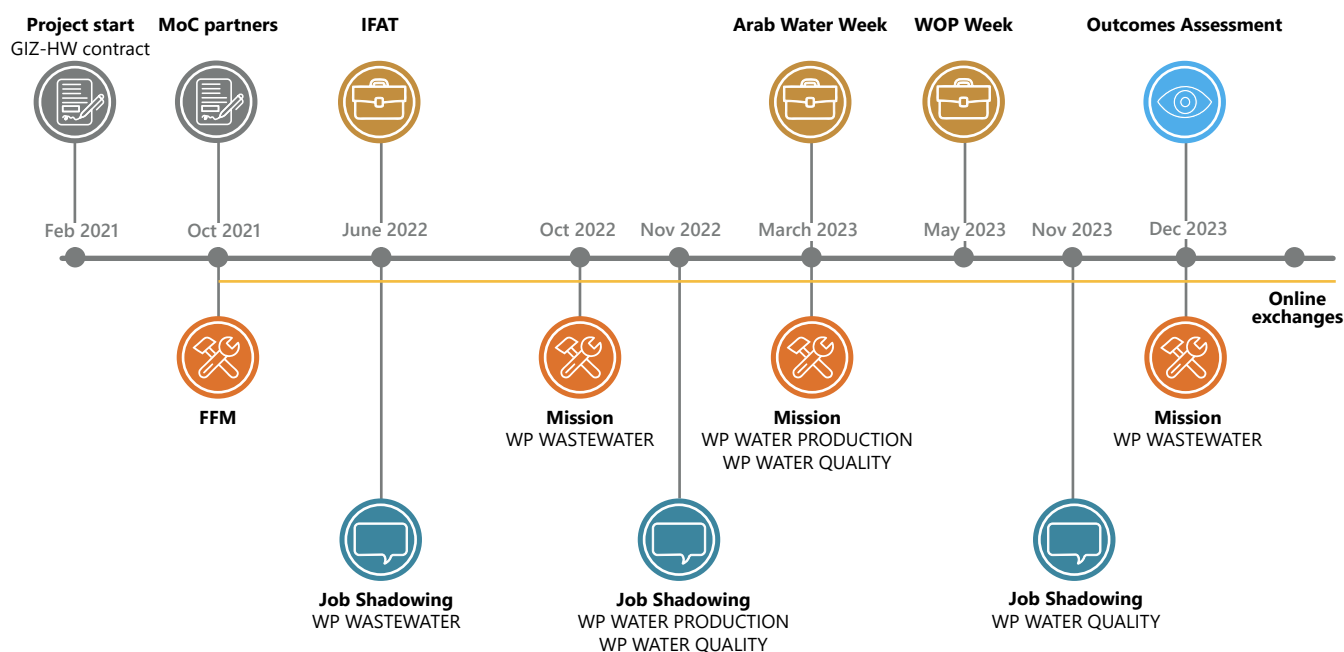 Project start
GIZ-HW contract
MoC partners
IFAT
Arab Water Week
WOP Week
Outcomes Assessment
Feb 2021
Oct 2021
June 2022
Oct 2022
Nov 2022
March 2023
May 2023
Nov 2023
Dec 2023
Online
exchanges
FFM
Mission
WP WASTEWATER
Mission
WP WATER PRODUCTION
WP WATER QUALITY
Mission
WP WASTEWATER
Job Shadowing
WP WASTEWATER
Job Shadowing
WP WATER PRODUCTION
WP WATER QUALITY
Job Shadowing
WP WATER QUALITY